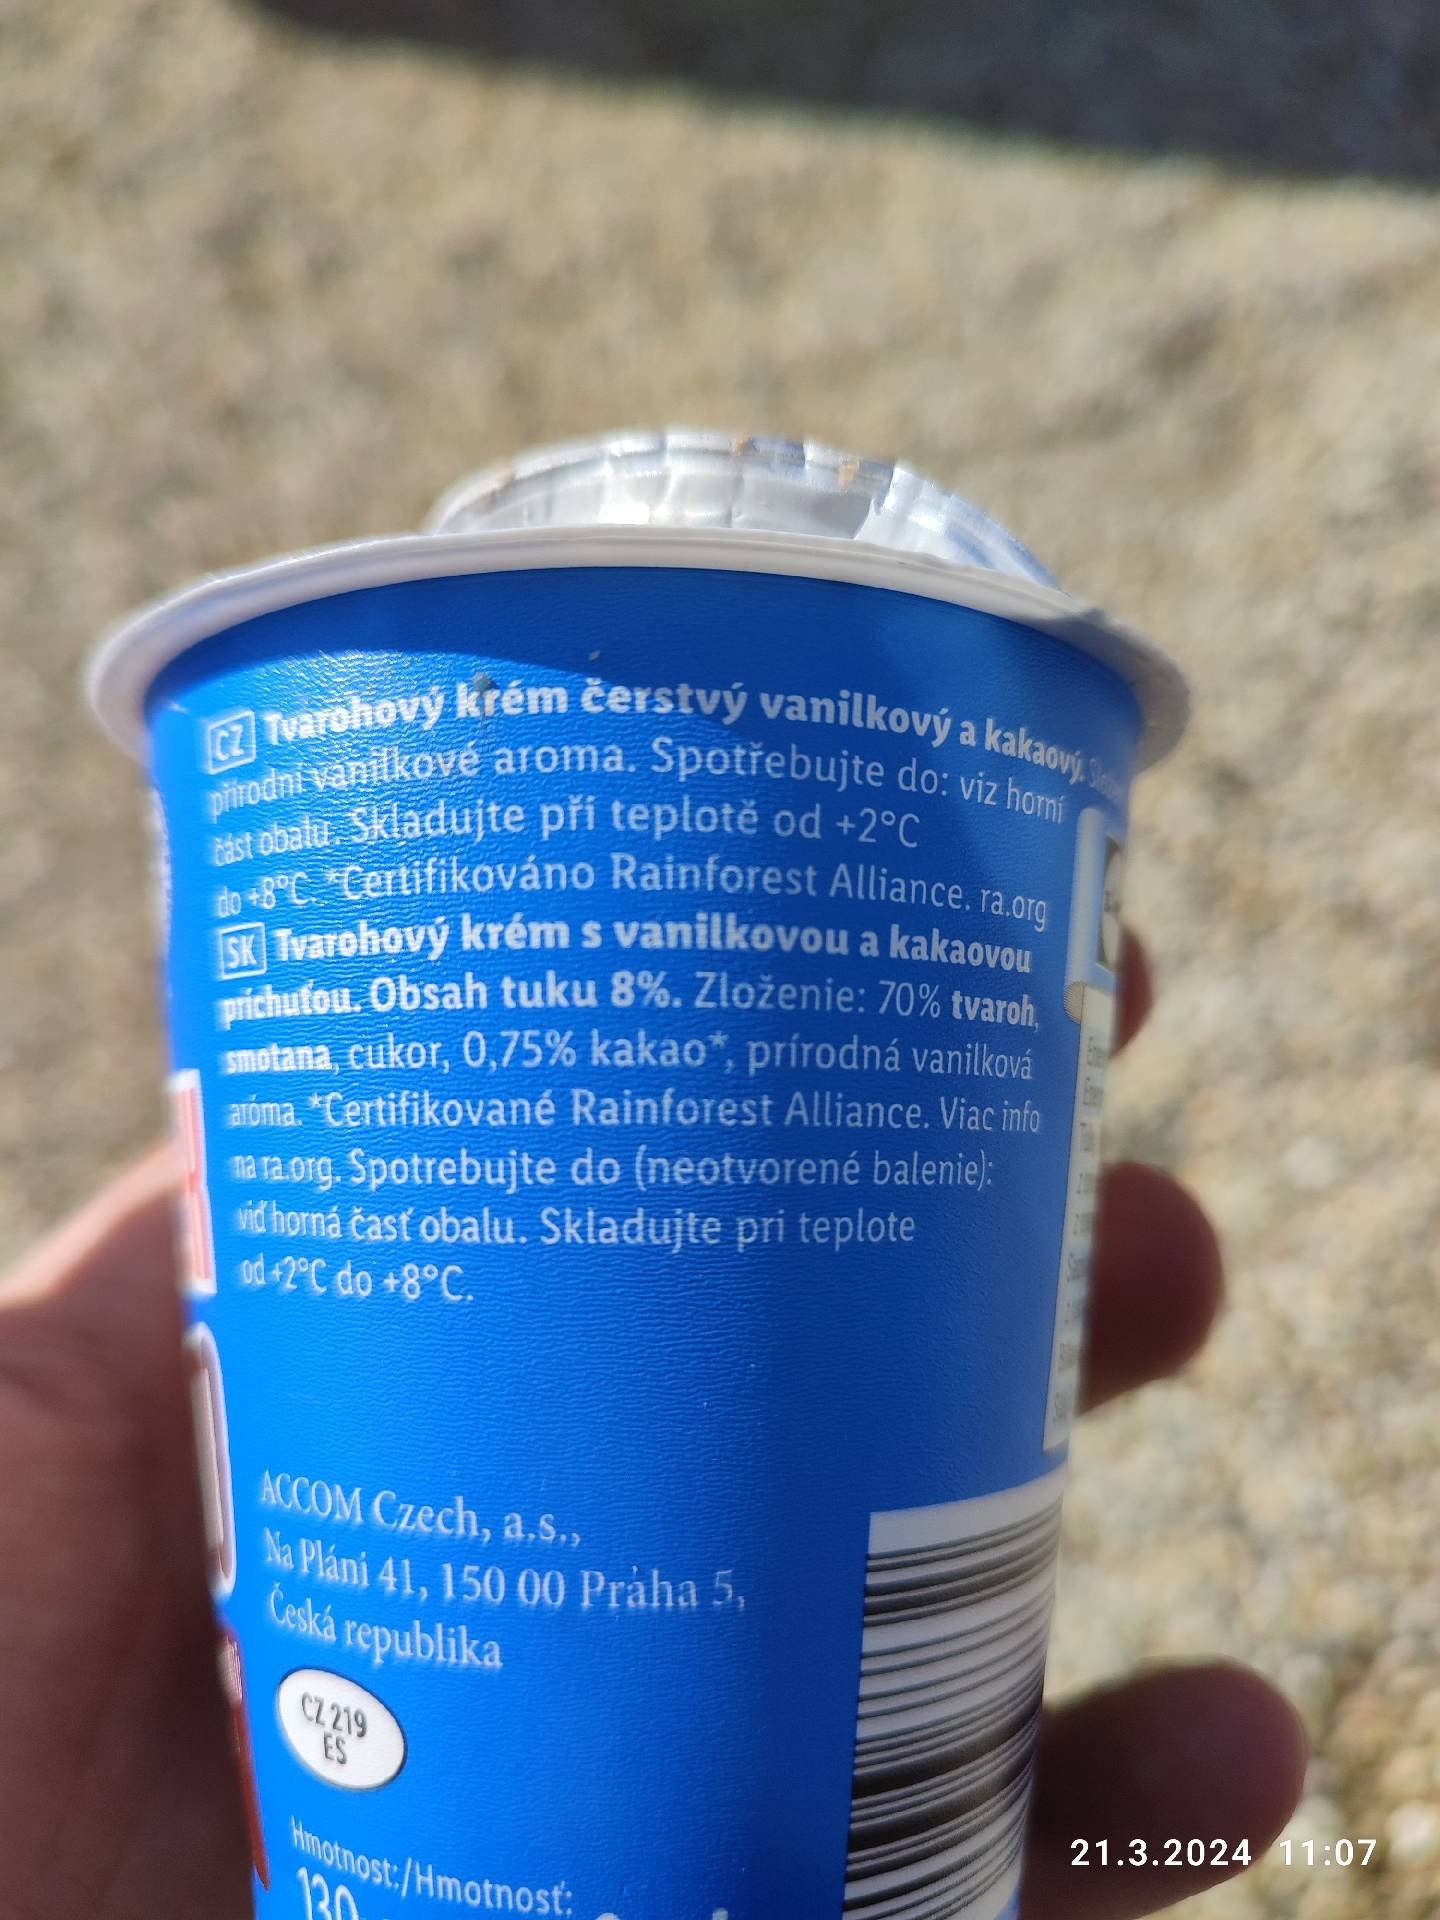 CZ Tvarohový krém čerstvý vanilkový a kakaový.
přírodní vanilkové aroma. Spotřebujte do: viz horní
část obalu. Skladujte při teplotě od +2°C
do +8°C. *Certifikováno Rainforest Alliance. ra.org
SK Tvarohový krém s vanilkovou a kakaovou
príchuťou. Obsah tuku 8%. Zloženie: 70% tvaroh,
smotana, cukor, 0,75% kakao*, prírodná vanilková
aróma. *Certifikované Rainforest Alliance. Viac info
na ra.org. Spotrebujte do (neotvorené balenie):
viď horná časť obalu. Skladujte pri teplote
od +2°C do +8°C.
ACCOM Czech, a.s.,
Na Pláni 41, 150 00 Praha 5,
Česká republika
CZ 219
ES
Hmotnost:/Hmotnosť:
130
21.3.2024 11:07